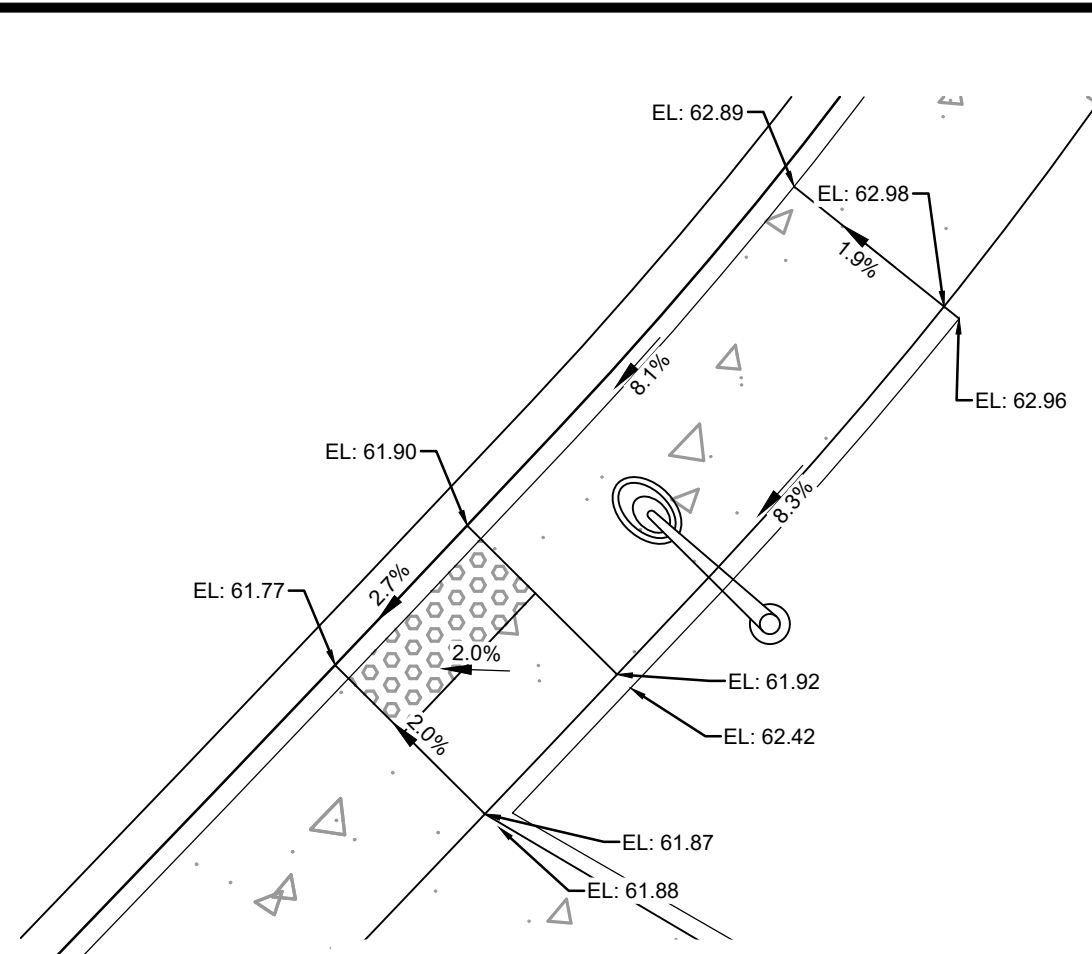 EL: 62.89
EL: 62.98
1.9%
8.1%
EL: 62.96
EL: 61.90
8.3%
2.7%
EL: 61.77
2.0%
EL: 61.92
2.0%
EL: 62.42
EL: 61.87
EL: 61.88